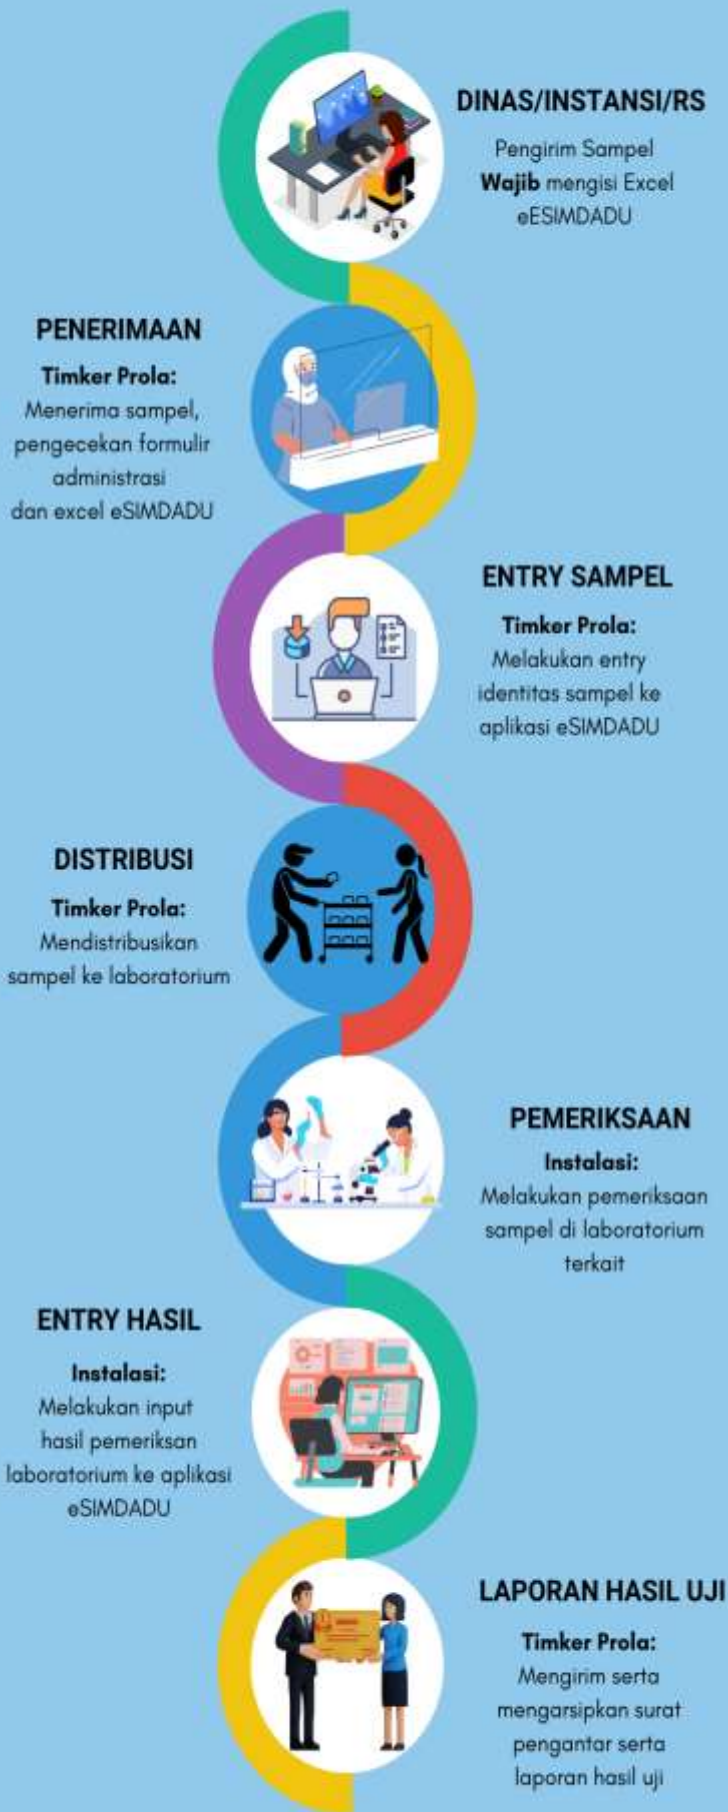 DINAS/INSTANSI/RS
Pengirim Sampel
Wajib mengisi Excel
eESIMDADU
PENERIMAAN
Timker Prola:
Menerima sampel,
pengecekan formulir
administrasi
dan excel eSIMDADU
ENTRY SAMPEL
Timker Prola:
Melakukan entry
identitas sampel ke
aplikasi eSIMDADU
DISTRIBUSI
Timker Prola:
Mendistribusikan
sampel ke laboratorium
PEMERIKSAAN
Instalasi:
Melakukan pemeriksaan
sampel di laboratorium
terkait
ENTRY HASIL
Instalasi:
Melakukan input
hasil pemeriksan
laboratorium ke aplikasi
eSIMDADU
LAPORAN HASIL UJI
Timker Prola:
Mengirim serta
mengarsipkan surat
pengantar serta
laporan hasil uji